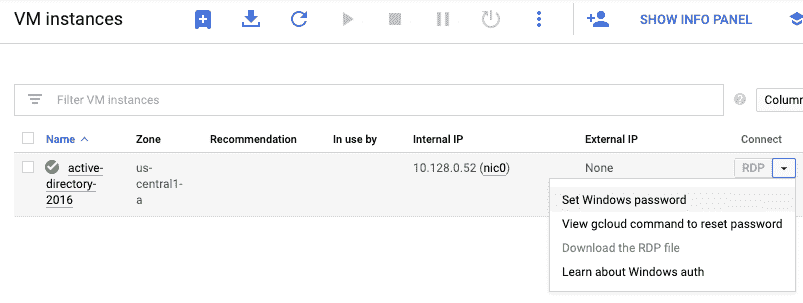 VM instances
SHOW INFO PANEL
Filter VM instances
Column
Name Zone Recommendation In use by Internal IP External IP Connect
active- us- 10.128.0.52 (nic0) None RDP
directory- central1-
2016 a
Set Windows password
View gcloud command to reset password
Download the RDP file
Learn about Windows auth